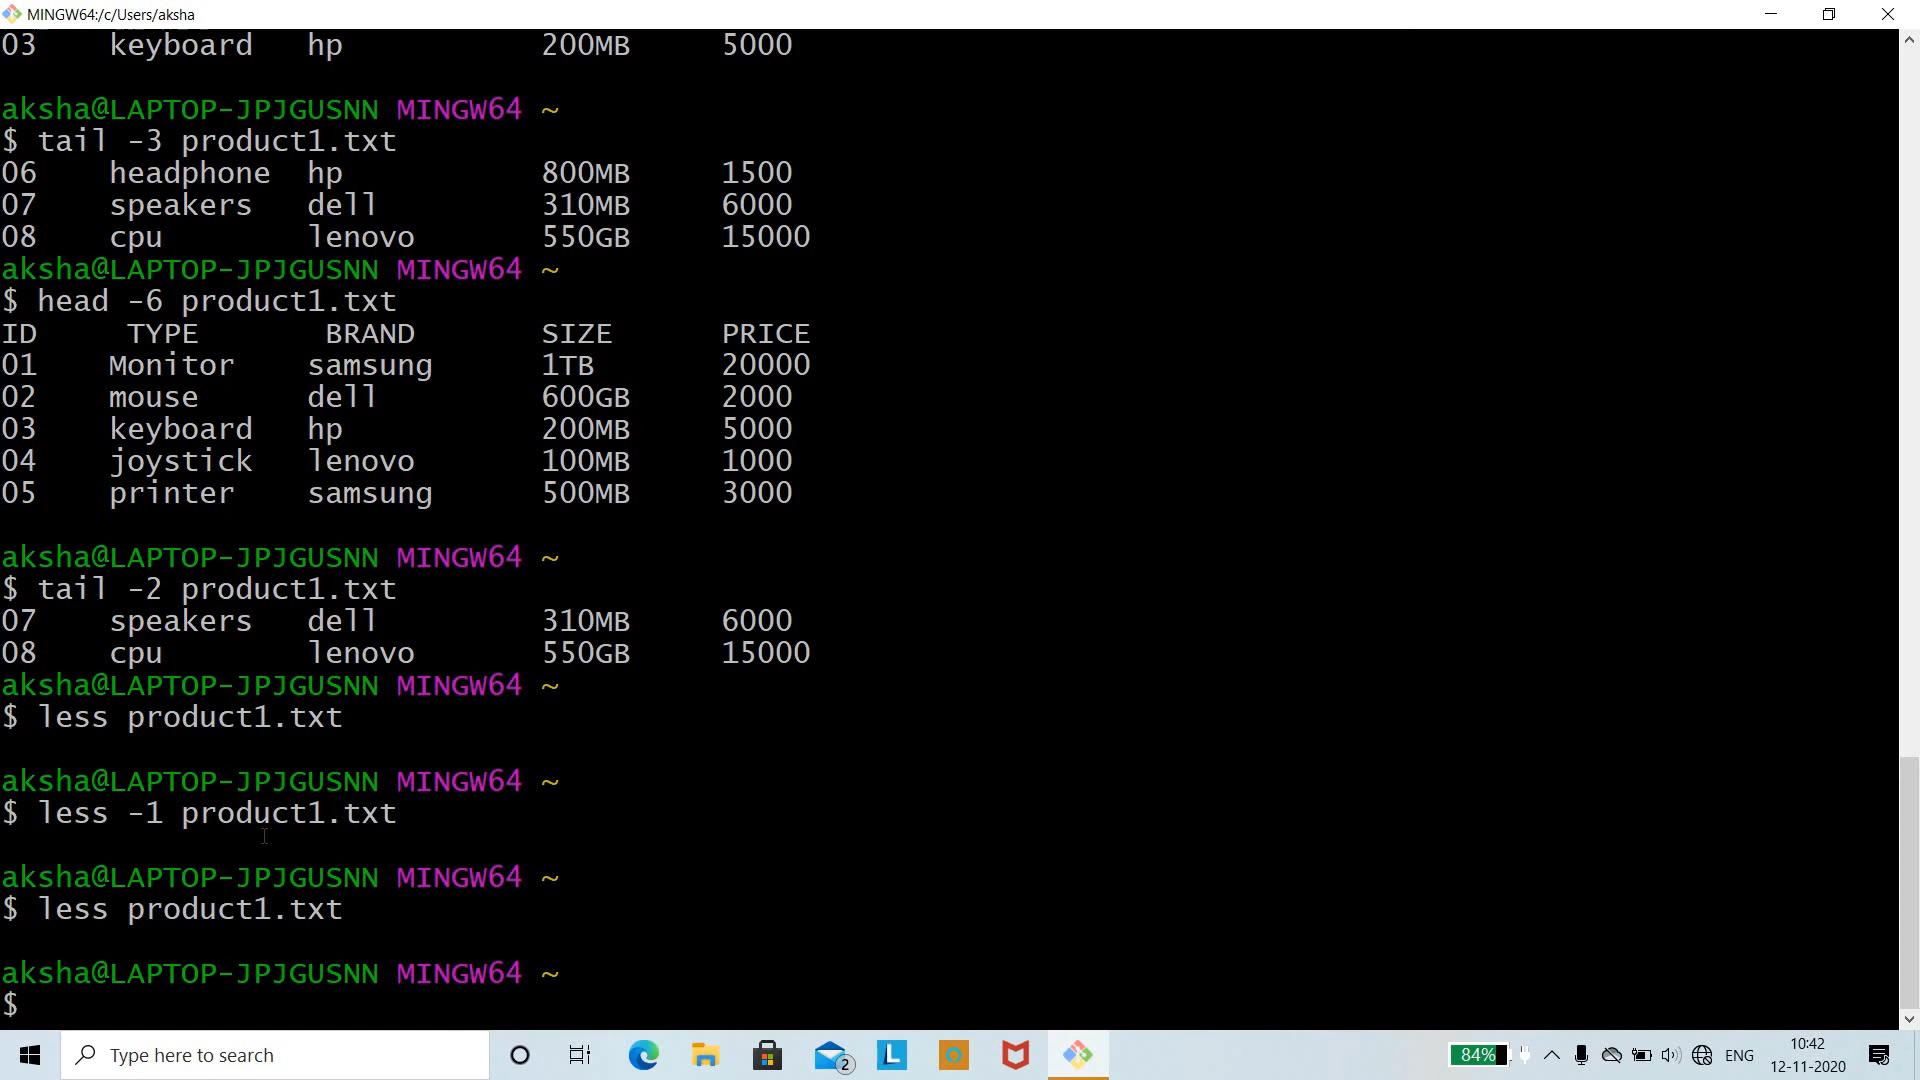 MINGW64:/c/Users/aksha
03 keyboard hp 200MB 5000
aksha@LAPTOP-JPJGUSNN MINGW64 ~
$ tail -3 product1.txt
06 headphone hp 800MB 1500
07 speakers dell 310MB 6000
08 cpu lenovo 550GB 15000
aksha@LAPTOP-JPJGUSNN MINGW64 ~
$ head -6 product1.txt
ID TYPE BRAND SIZE PRICE
01 Monitor samsung 1TB 20000
02 mouse dell 600GB 2000
03 keyboard hp 200MB 5000
04 joystick lenovo 100MB 1000
05 printer samsung 500MB 3000
aksha@LAPTOP-JPJGUSNN MINGW64 ~
$ tail -2 product1.txt
07 speakers dell 310MB 6000
08 cpu lenovo 550GB 15000
aksha@LAPTOP-JPJGUSNN MINGW64 ~
$ less product1.txt
aksha@LAPTOP-JPJGUSNN MINGW64 ~
$ less -1 product1.txt
aksha@LAPTOP-JPJGUSNN MINGW64 ~
$ less product1.txt
aksha@LAPTOP-JPJGUSNN MINGW64 ~
$
Type here to search
2
L
84%
ENG
10:42
12-11-2020